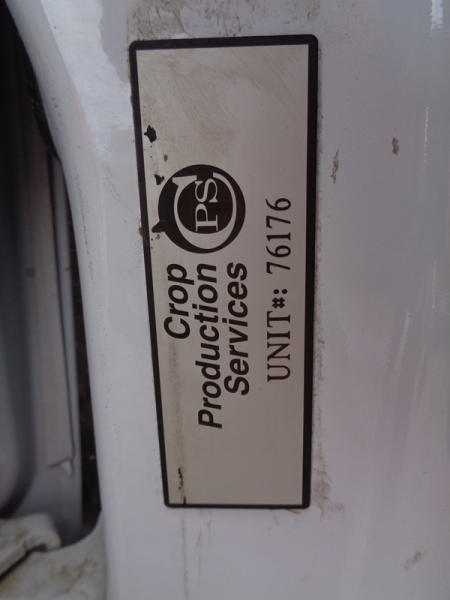 Crop
Production
Services
CPS
UNIT#: 76176